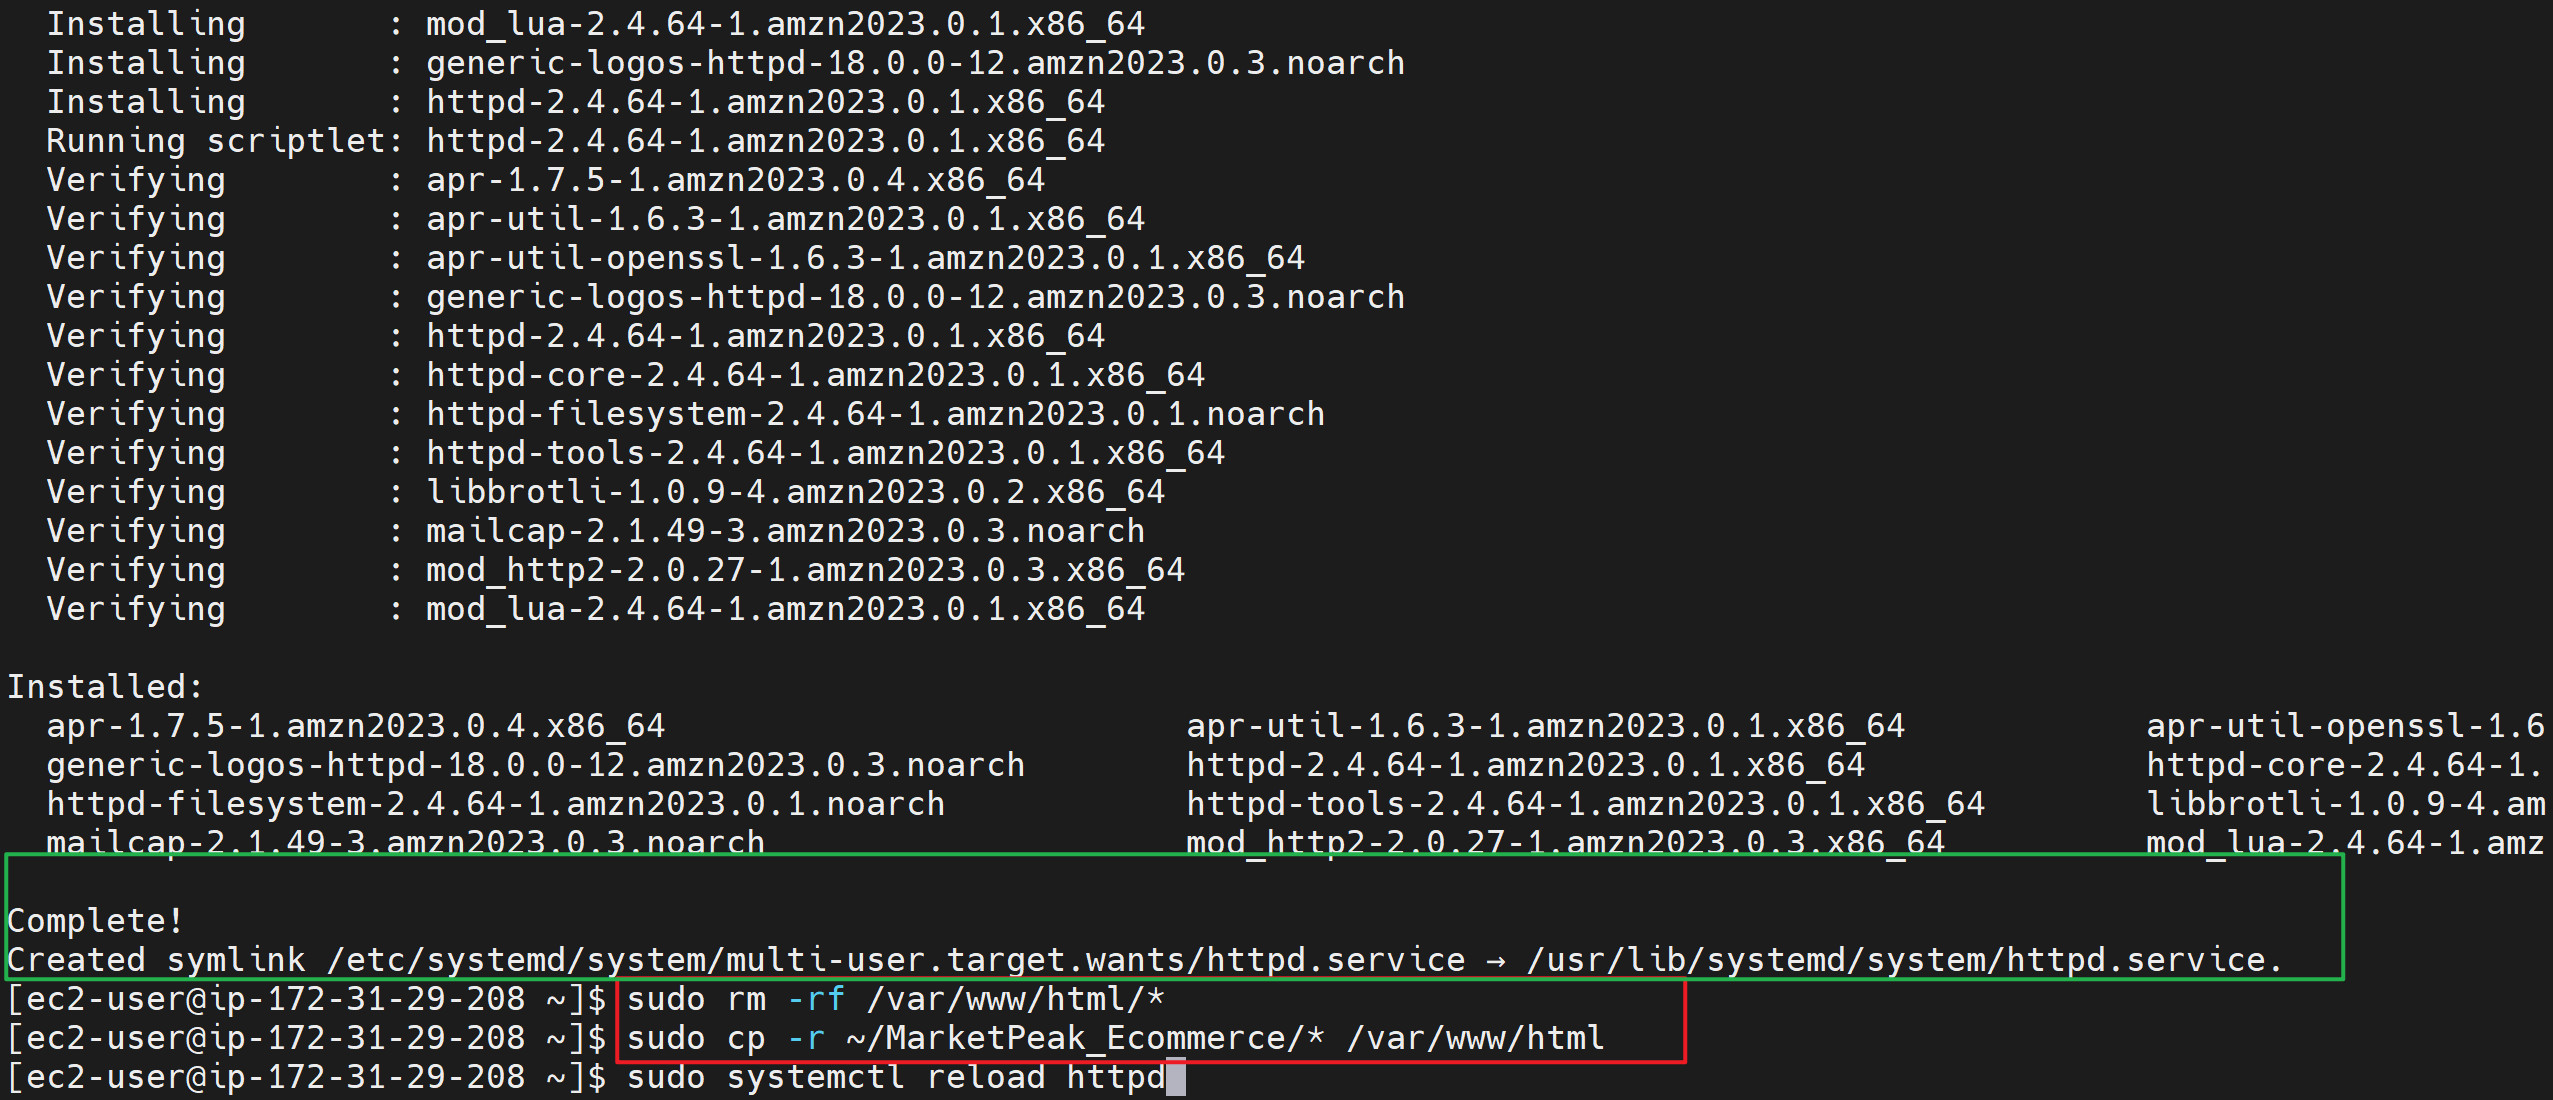 Installing       : mod_lua-2.4.64-1.amzn2023.0.1.x86_64
Installing       : generic-logos-httpd-18.0.0-12.amzn2023.0.3.noarch
Installing       : httpd-2.4.64-1.amzn2023.0.1.x86_64
Running scriptlet: httpd-2.4.64-1.amzn2023.0.1.x86_64
Verifying        : apr-1.7.5-1.amzn2023.0.4.x86_64
Verifying        : apr-util-1.6.3-1.amzn2023.0.1.x86_64
Verifying        : apr-util-openssl-1.6.3-1.amzn2023.0.1.x86_64
Verifying        : generic-logos-httpd-18.0.0-12.amzn2023.0.3.noarch
Verifying        : httpd-2.4.64-1.amzn2023.0.1.x86_64
Verifying        : httpd-core-2.4.64-1.amzn2023.0.1.x86_64
Verifying        : httpd-filesystem-2.4.64-1.amzn2023.0.1.noarch
Verifying        : httpd-tools-2.4.64-1.amzn2023.0.1.x86_64
Verifying        : libbrotli-1.0.9-4.amzn2023.0.2.x86_64
Verifying        : mailcap-2.1.49-3.amzn2023.0.3.noarch
Verifying        : mod_http2-2.0.27-1.amzn2023.0.3.x86_64
Verifying        : mod_lua-2.4.64-1.amzn2023.0.1.x86_64
Installed:
apr-1.7.5-1.amzn2023.0.4.x86_64 apr-util-1.6.3-1.amzn2023.0.1.x86_64 apr-util-openssl-1.6
generic-logos-httpd-18.0.0-12.amzn2023.0.3.noarch httpd-2.4.64-1.amzn2023.0.1.x86_64 httpd-core-2.4.64-1.
httpd-filesystem-2.4.64-1.amzn2023.0.1.noarch httpd-tools-2.4.64-1.amzn2023.0.1.x86_64 libbrotli-1.0.9-4.am
mailcap-2.1.49-3.amzn2023.0.3.noarch mod_http2-2.0.27-1.amzn2023.0.3.x86_64 mod_lua-2.4.64-1.amz
Complete!
Created symlink /etc/systemd/system/multi-user.target.wants/httpd.service → /usr/lib/systemd/system/httpd.service.
[ec2-user@ip-172-31-29-208 ~]$ sudo rm -rf /var/www/html/*
[ec2-user@ip-172-31-29-208 ~]$ sudo cp -r ~/MarketPeak_Ecommerce/* /var/www/html
[ec2-user@ip-172-31-29-208 ~]$ sudo systemctl reload httpd